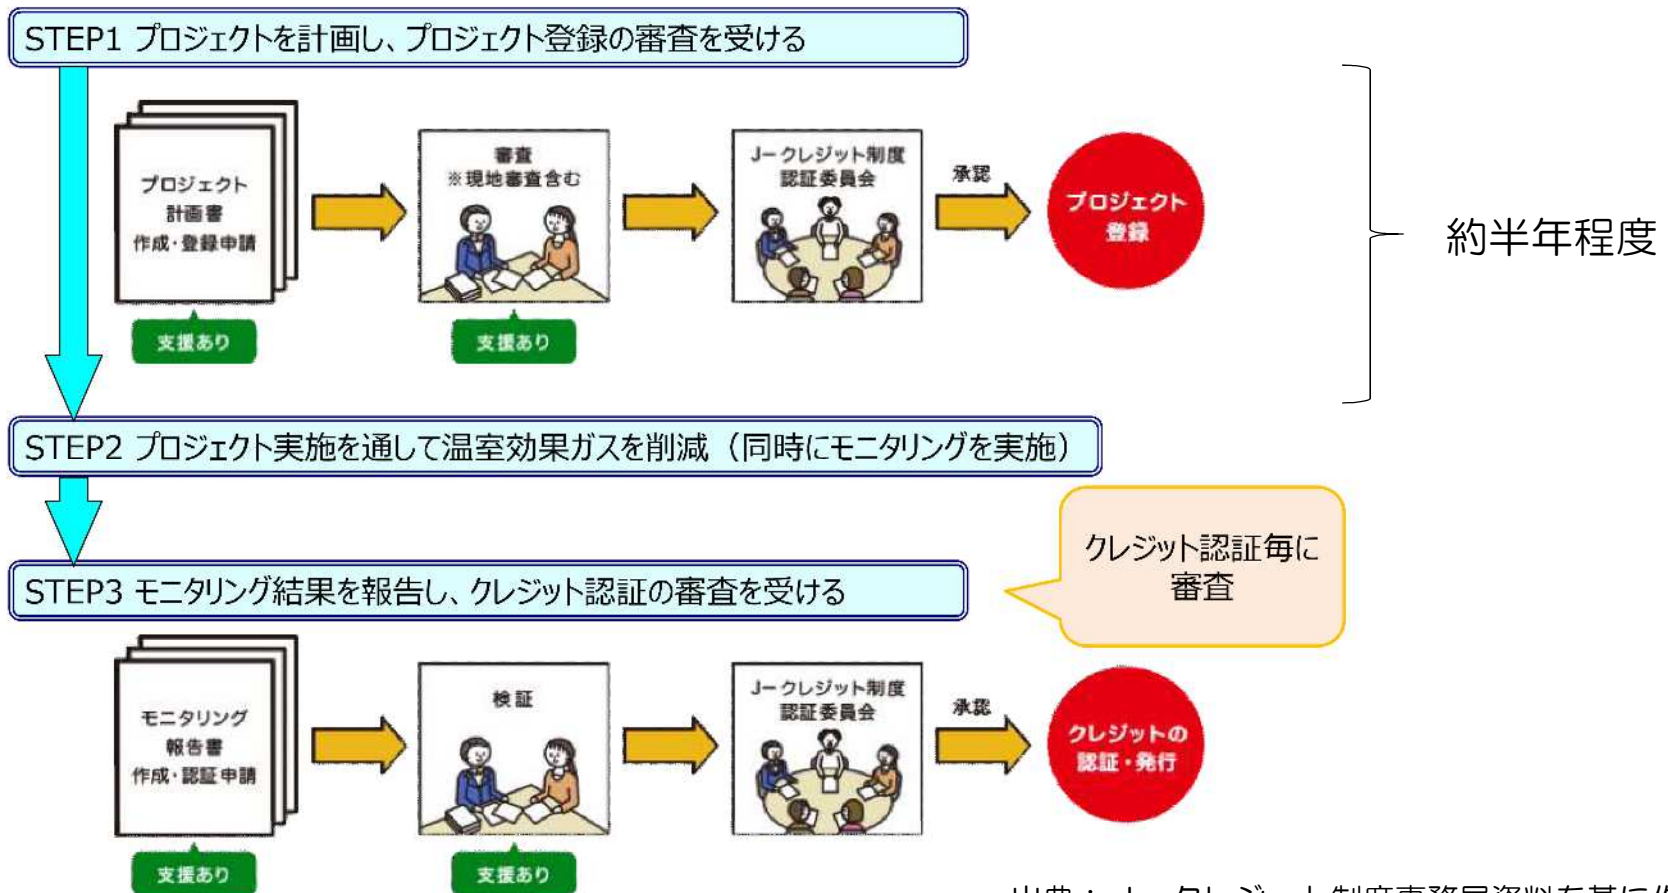 STEP1 プロジェクトを計画し、プロジェクト登録の審査を受ける
プロジェクト
計画書
作成・登録申請
支援あり
審査
※現地審査含む
支援あり
J-クレジット制度
認証委員会
承認
プロジェクト
登録
約半年程度
STEP2 プロジェクト実施を通して温室効果ガスを削減（同時にモニタリングを実施）
クレジット認証毎に
審査
STEP3 モニタリング結果を報告し、クレジット認証の審査を受ける
モニタリング
報告書
作成・認証申請
支援あり
検証
支援あり
J-クレジット制度
認証委員会
承認
クレジットの
認証・発行